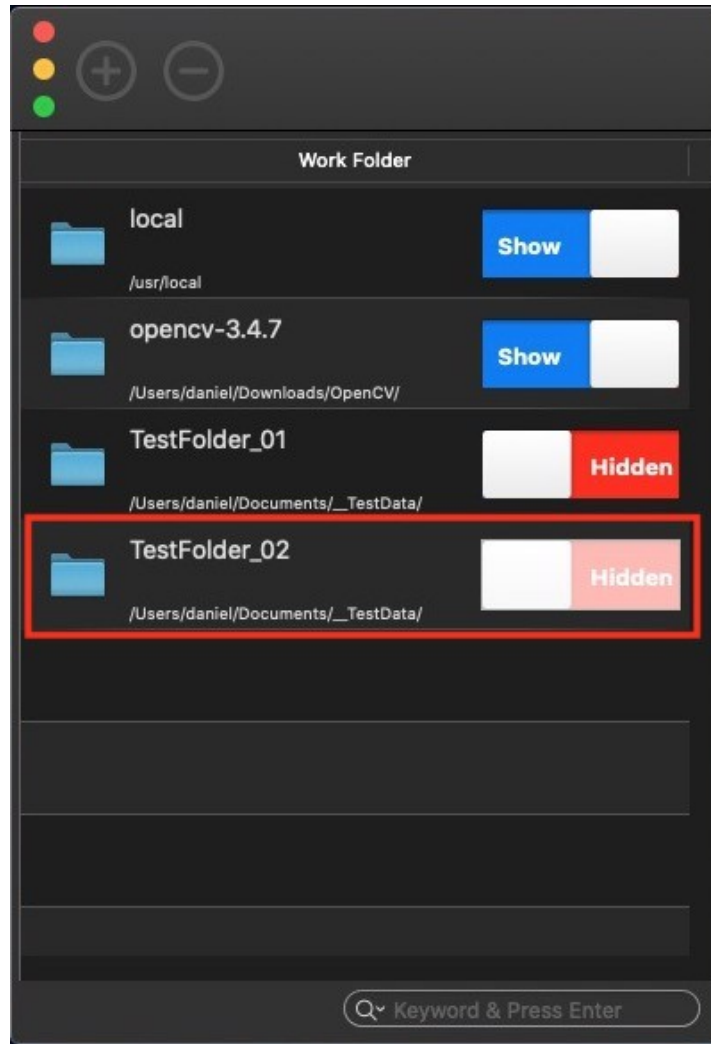 Work Folder
local
Show
/usr/local
opencv-3.4.7
Show
/Users/daniel/Downloads/OpenCV/
TestFolder_01
Hidden
/Users/daniel/Documents/__TestData/
TestFolder_02
Hidden
/Users/daniel/Documents/__TestData/
Keyword & Press Enter